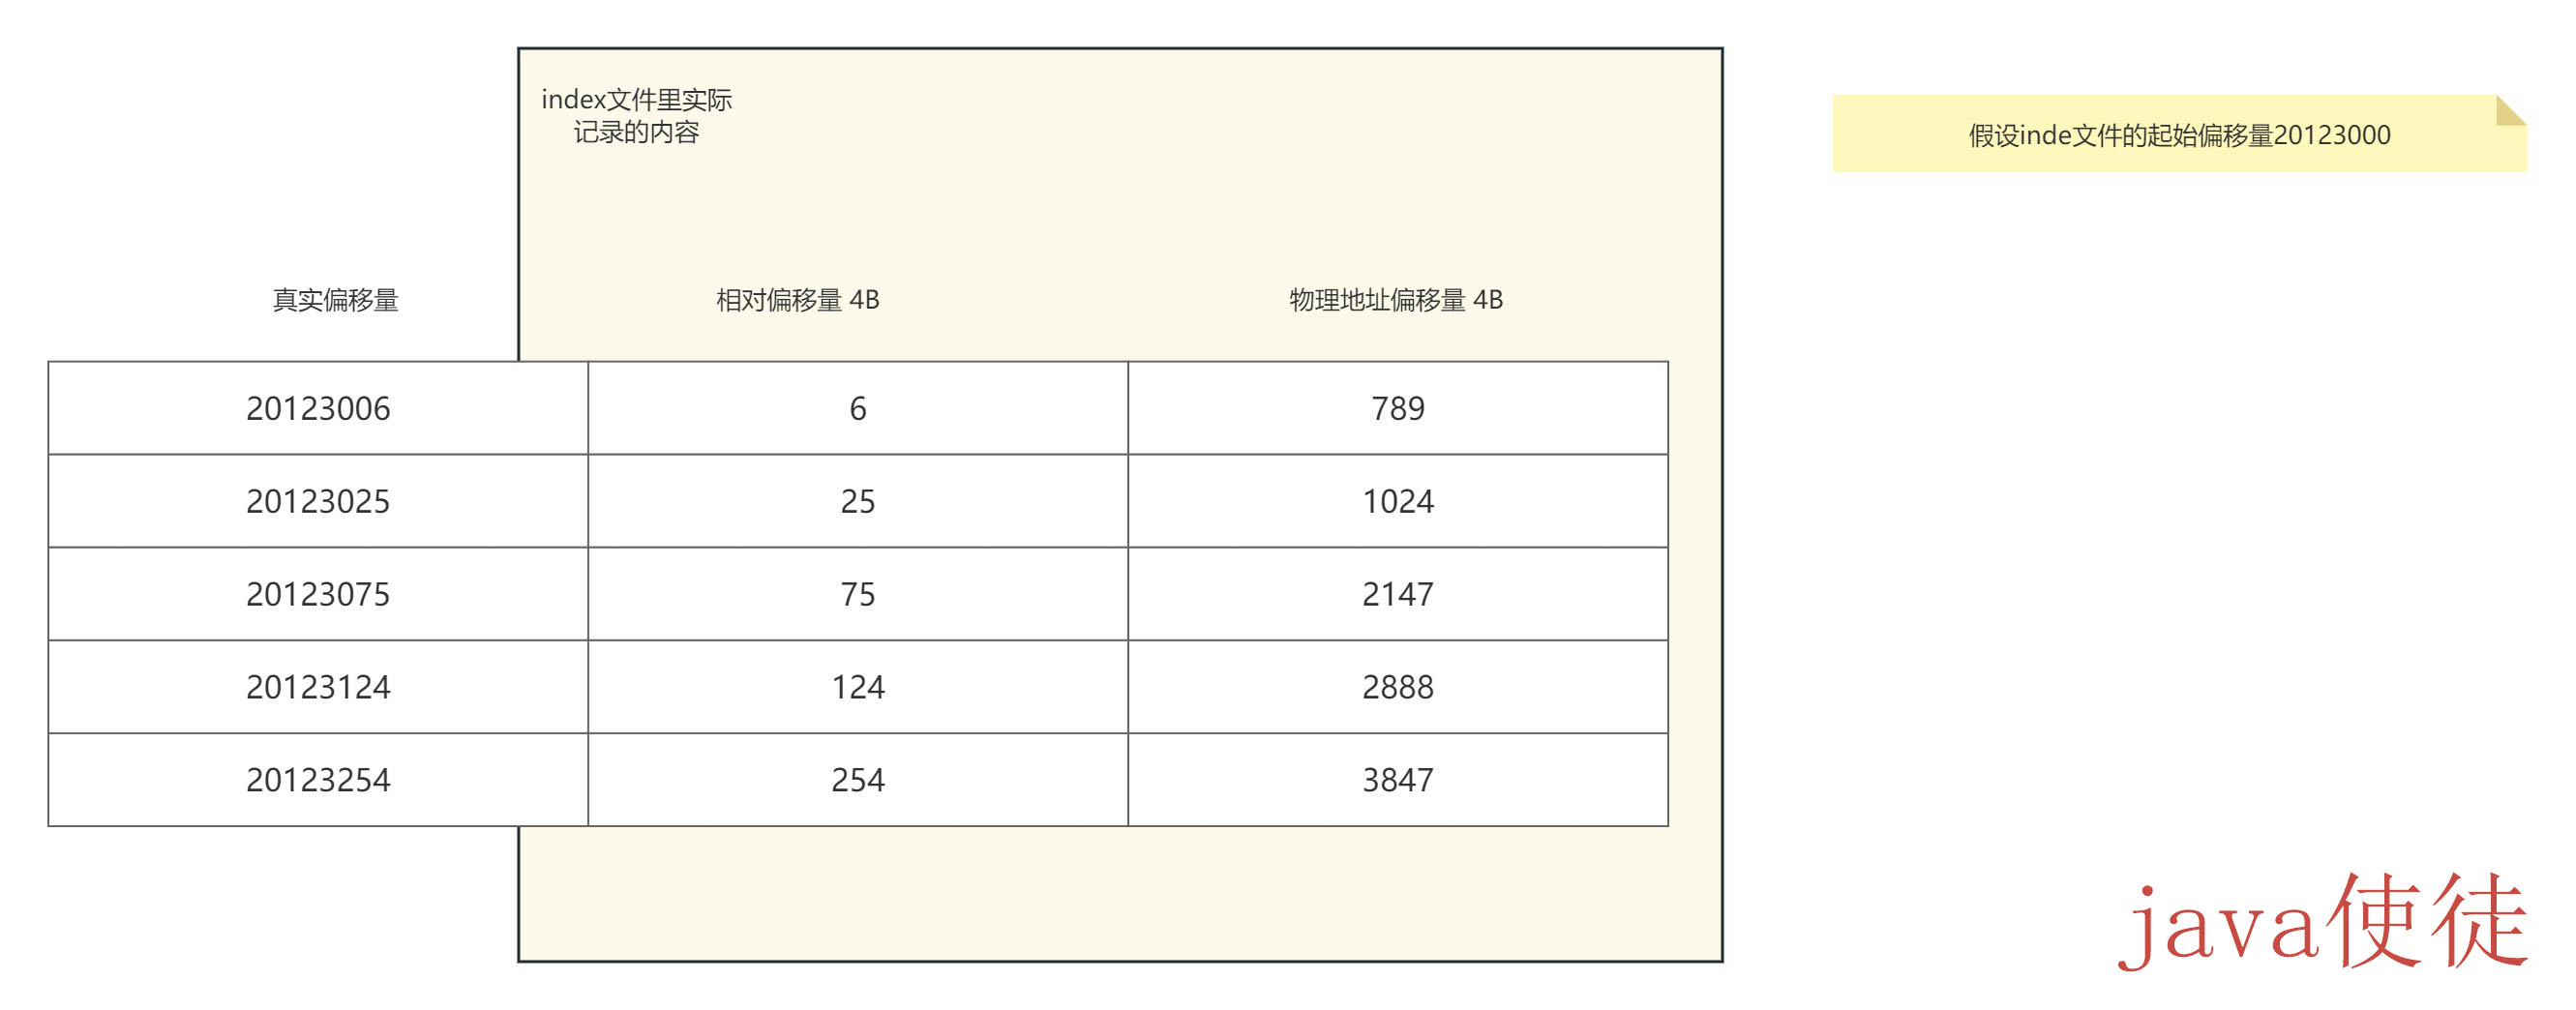 index文件里实际
记录的内容
假设inde文件的起始偏移量20123000
真实偏移量 相对偏移量 4B 物理地址偏移量 4B
20123006 6 789
20123025 25 1024
20123075 75 2147
20123124 124 2888
20123254 254 3847
java使徒